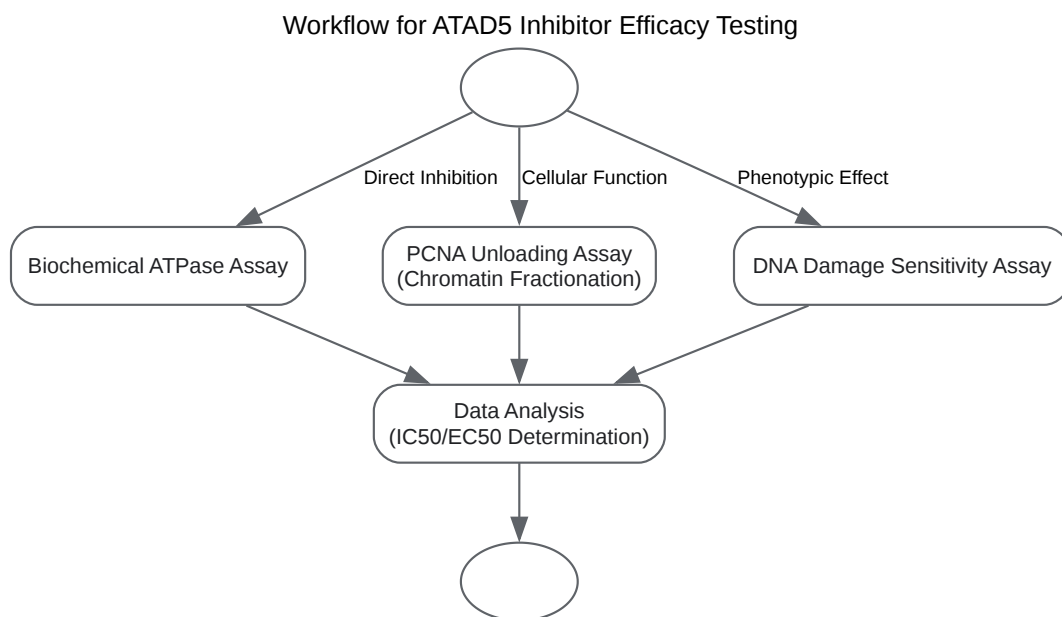 Workflow for ATAD5 Inhibitor Efficacy Testing
Direct Inhibition
Cellular Function
Phenotypic Effect
Biochemical ATPase Assay
PCNA Unloading Assay
(Chromatin Fractionation)
DNA Damage Sensitivity Assay
Data Analysis
(IC50/EC50 Determination)